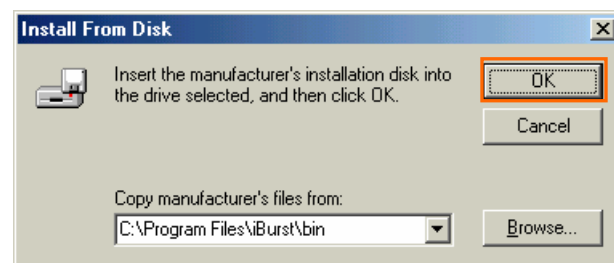 Install From Disk
Insert the manufacturer's installation disk into
the drive selected, and then click OK.
OK
Cancel
Copy manufacturer's files from:
C:\Program Files\iBurst\bin
Browse...